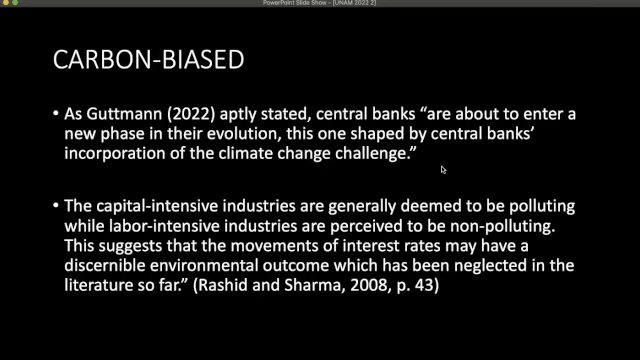 PowerPoint Slide Show - [UNAM 2022 2]
CARBON-BIASED
• As Guttmann (2022) aptly stated, central banks “are about to enter a
new phase in their evolution, this one shaped by central banks’
incorporation of the climate change challenge.”
• The capital-intensive industries are generally deemed to be polluting
while labor-intensive industries are perceived to be non-polluting.
This suggests that the movements of interest rates may have a
discernible environmental outcome which has been neglected in the
literature so far.” (Rashid and Sharma, 2008, p. 43)